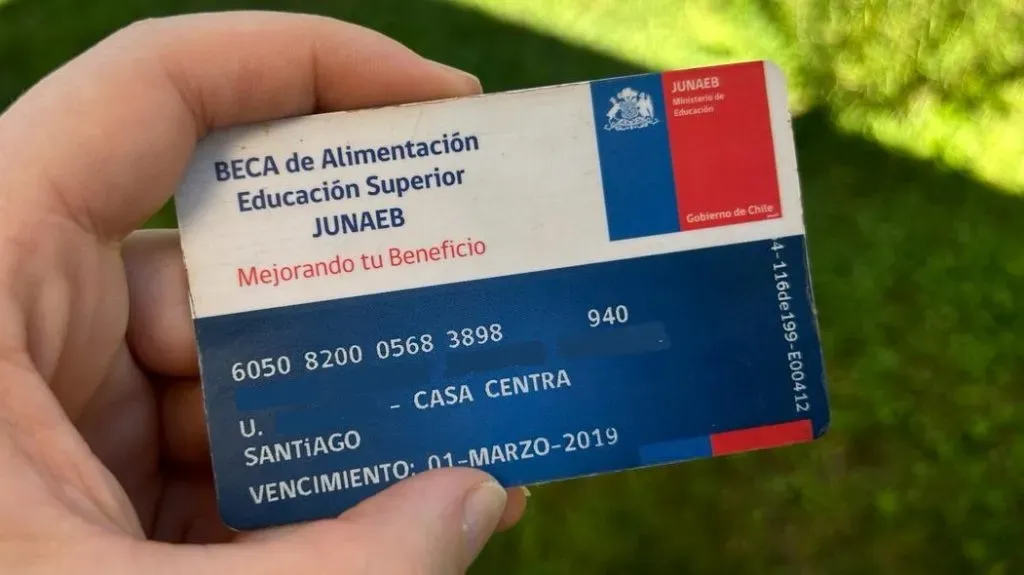 BECA de Alimentación
Educación Superior
JUNAEB
Mejorando tu Beneficio
JUNAEB
Ministerio de
Educación
Gobierno de Chile
6050 8200 0568 3898 940
U. - CASA CENTRA
SANTiAGO
VENCIMIENTO: 01-MARZO-2019
4-116de199-E00412